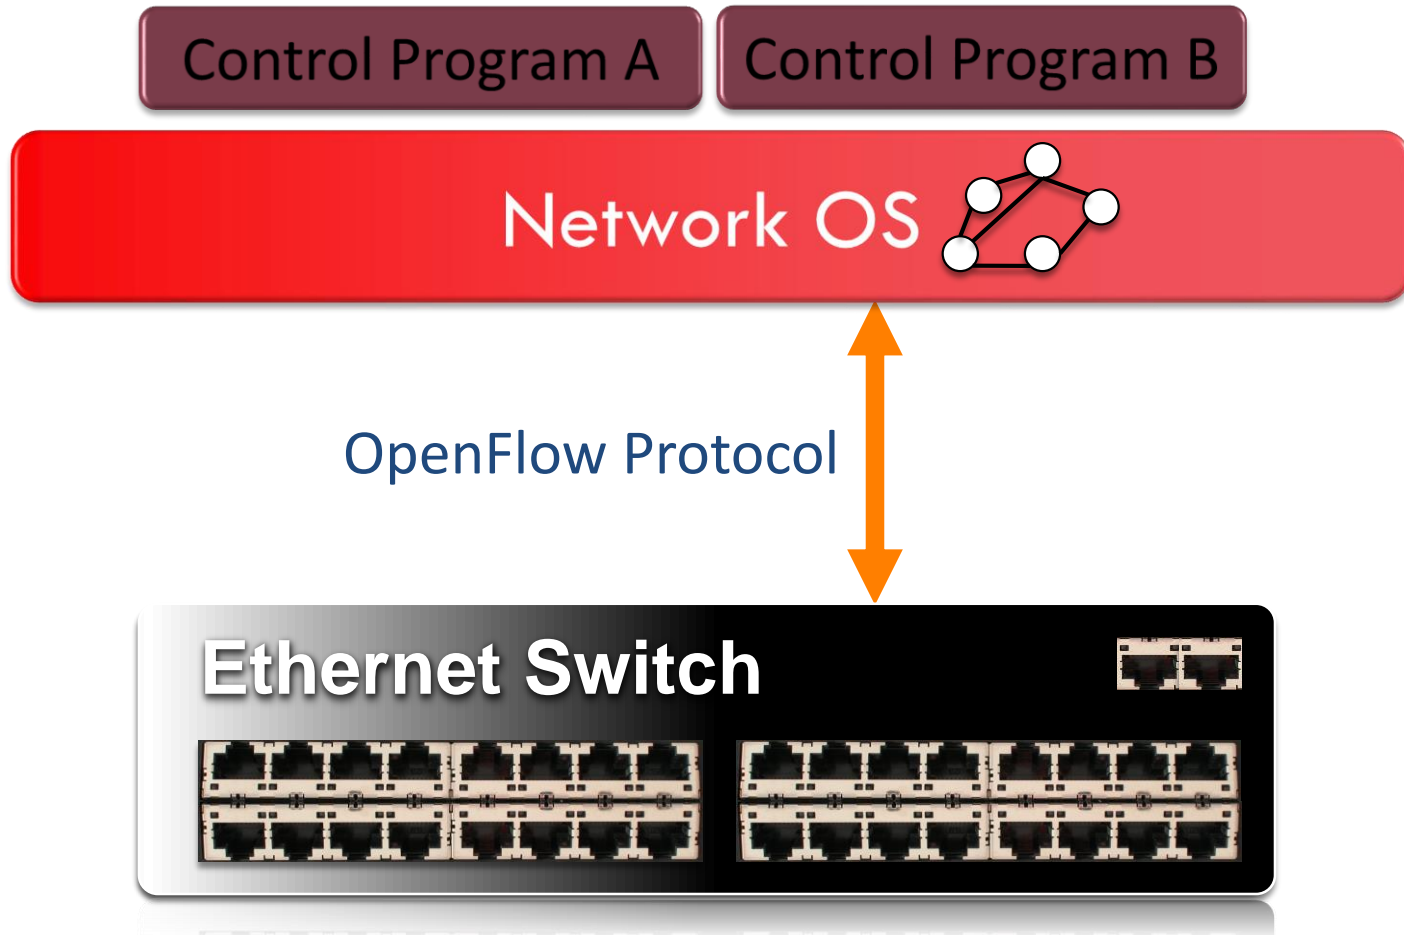 Control Program A
Control Program B
Network OS
OpenFlow Protocol
Ethernet Switch